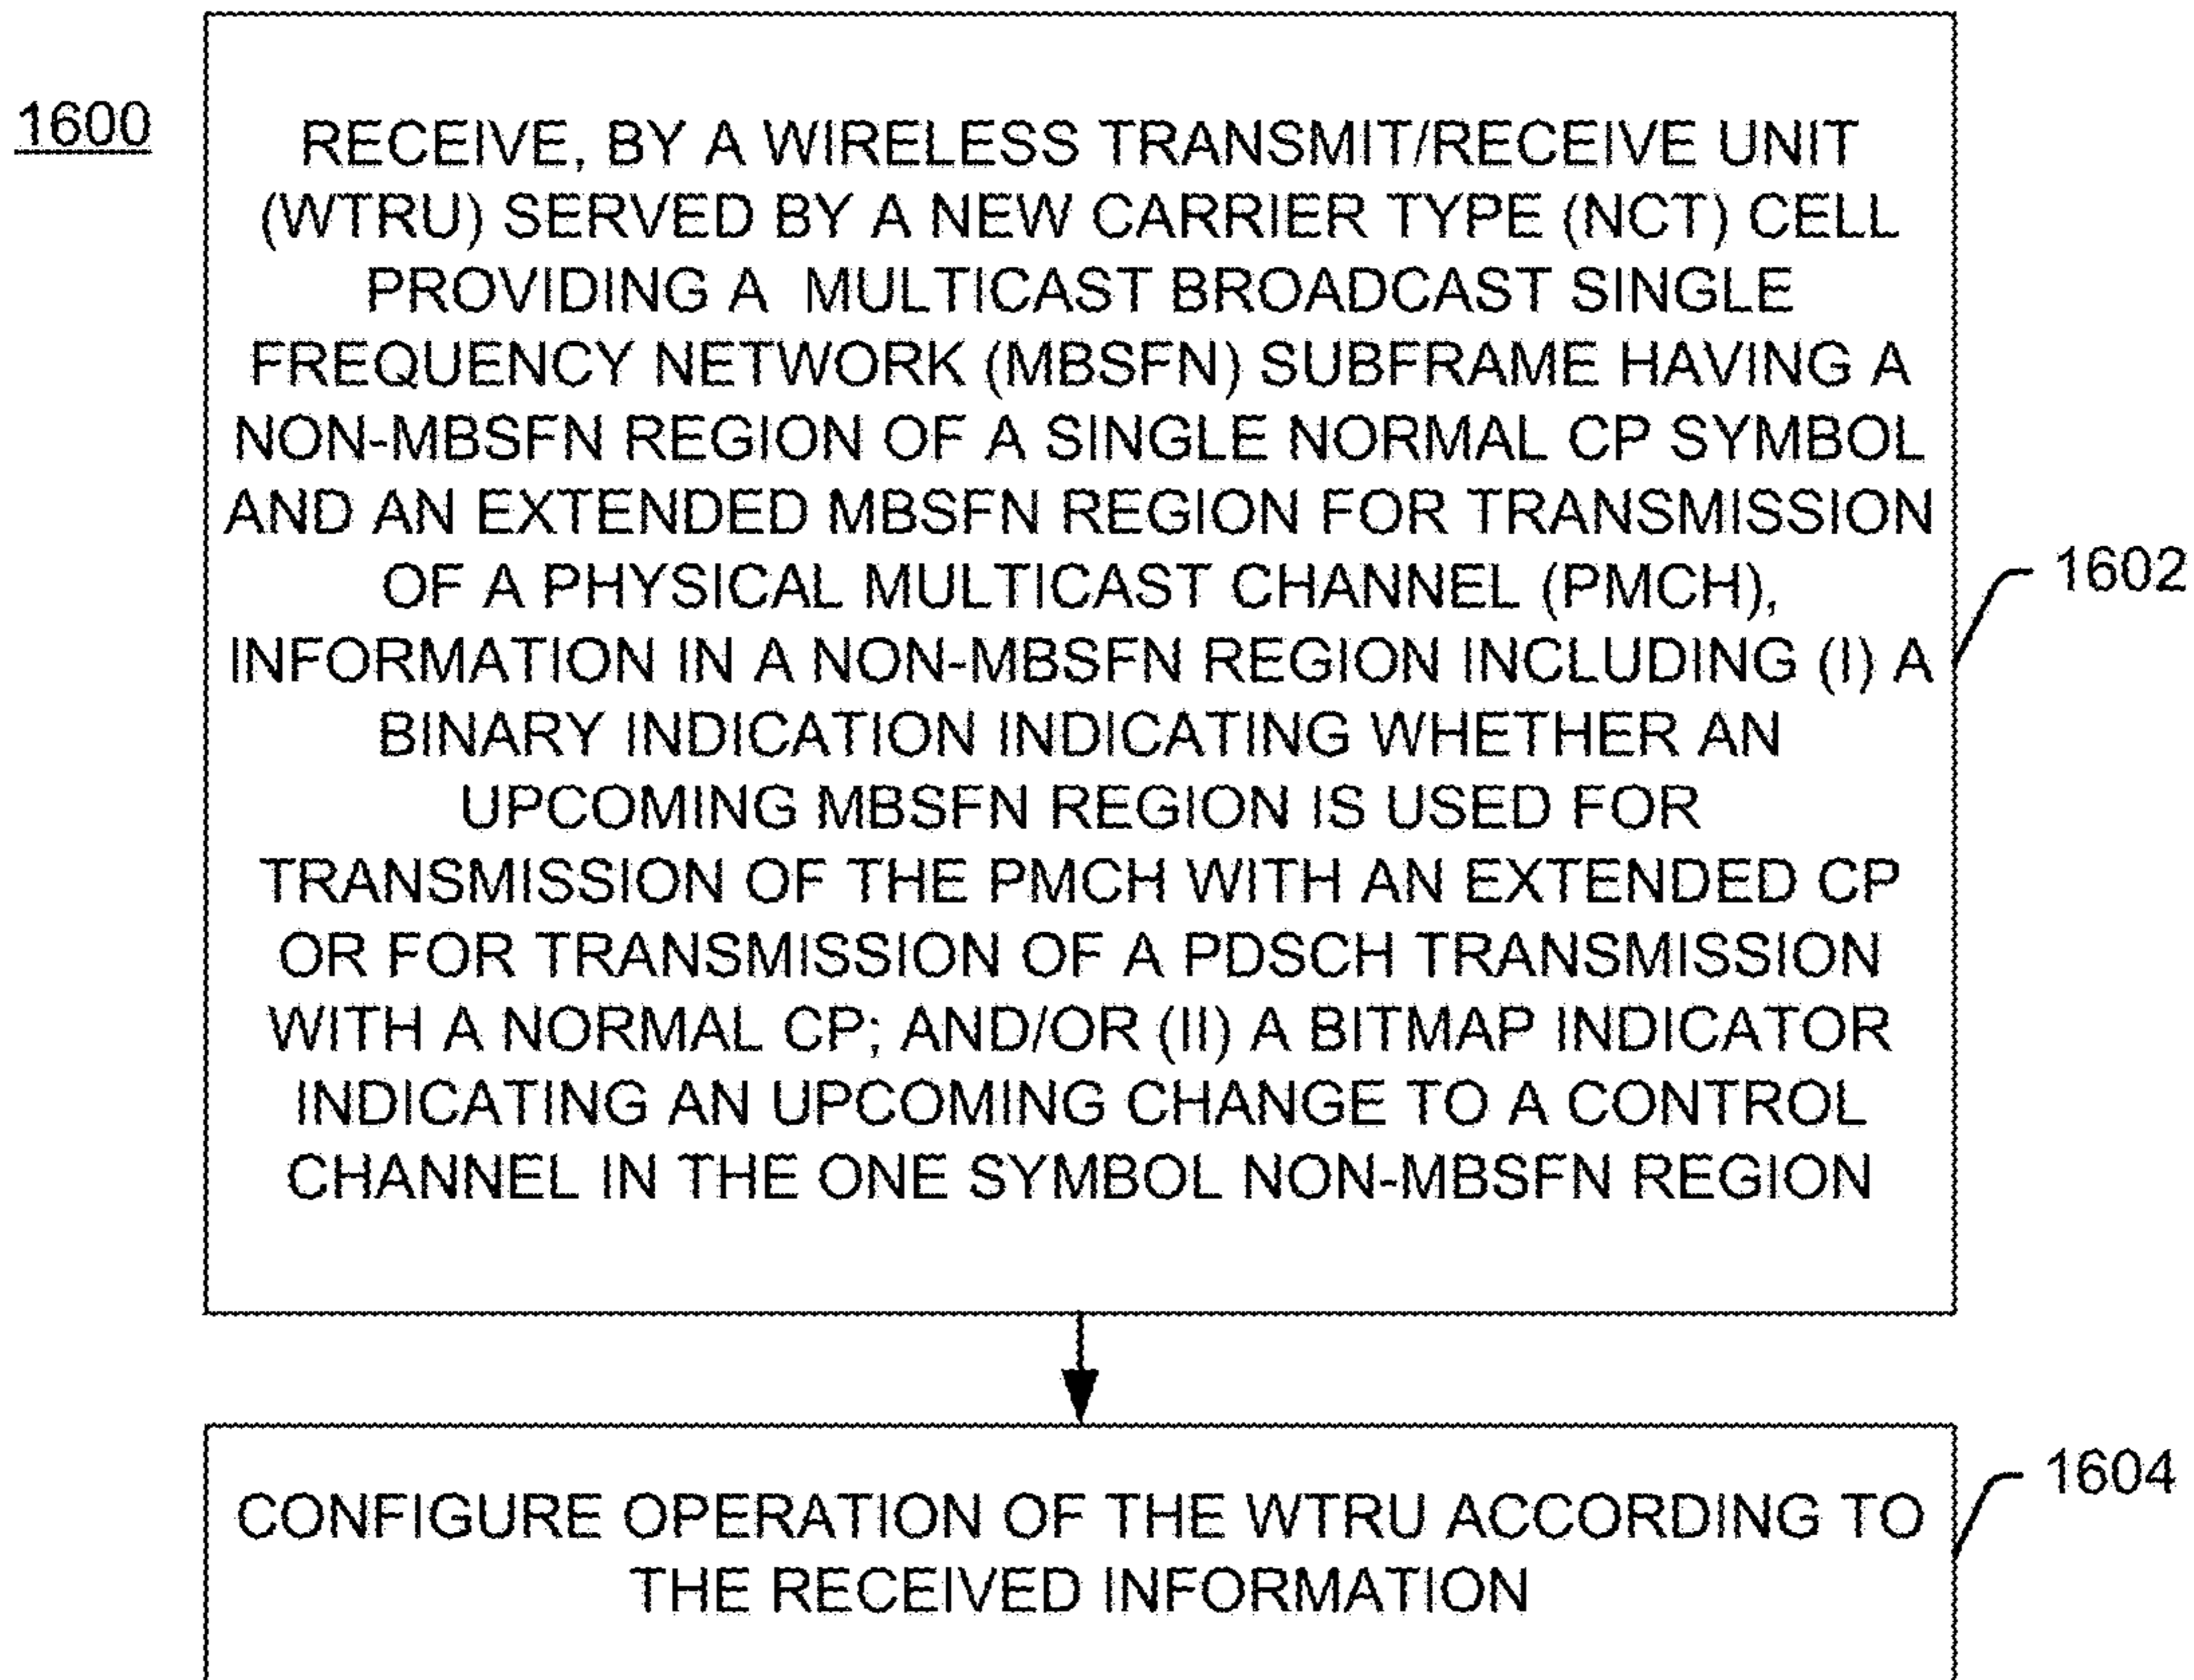 1600
RECEIVE, BY A WIRELESS TRANSMIT/RECEIVE UNIT
(WTRU) SERVED BY A NEW CARRIER TYPE (NCT) CELL
PROVIDING A MULTICAST BROADCAST SINGLE
FREQUENCY NETWORK (MBSFN) SUBFRAME HAVING A
NON-MBSFN REGION OF A SINGLE NORMAL CP SYMBOL
AND AN EXTENDED MBSFN REGION FOR TRANSMISSION
OF A PHYSICAL MULTICAST CHANNEL (PMCH),
INFORMATION IN A NON-MBSFN REGION INCLUDING (I) A
BINARY INDICATION INDICATING WHETHER AN
UPCOMING MBSFN REGION IS USED FOR
TRANSMISSION OF THE PMCH WITH AN EXTENDED CP
OR FOR TRANSMISSION OF A PDSCH TRANSMISSION
WITH A NORMAL CP; AND/OR (II) A BITMAP INDICATOR
INDICATING AN UPCOMING CHANGE TO A CONTROL
CHANNEL IN THE ONE SYMBOL NON-MBSFN REGION
1602
CONFIGURE OPERATION OF THE WTRU ACCORDING TO
THE RECEIVED INFORMATION
1604